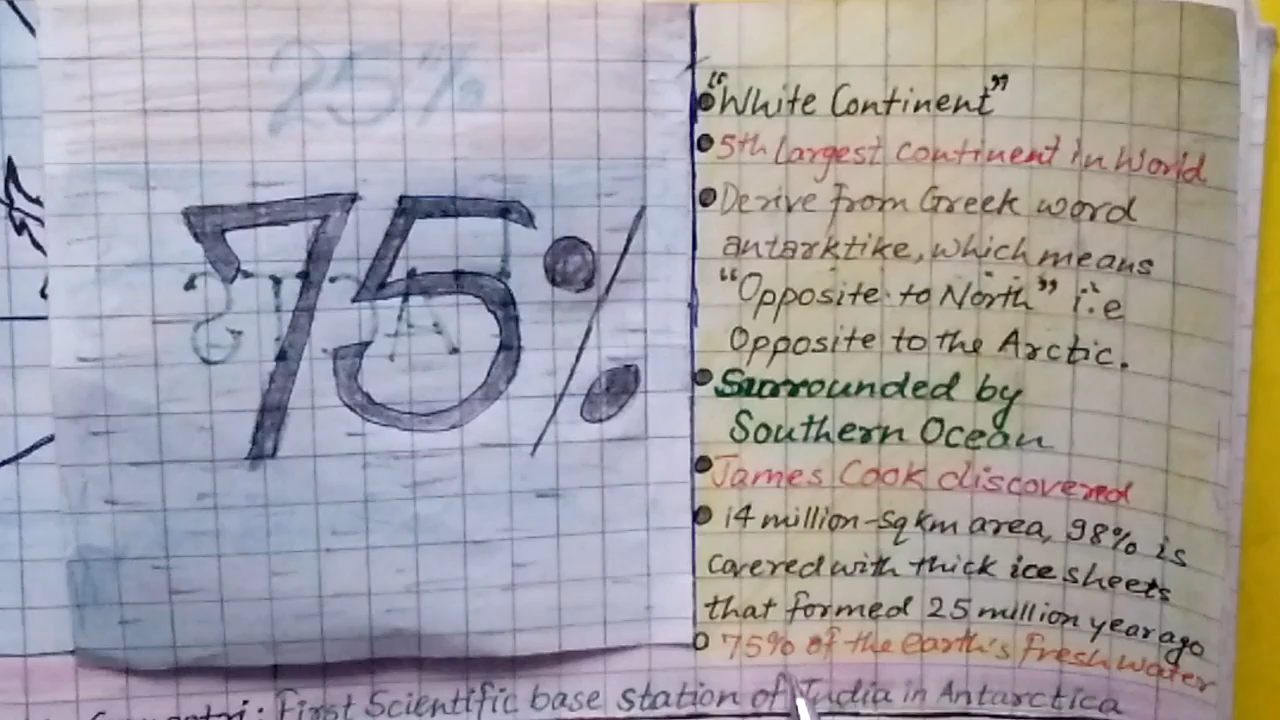 25%
75%
"White Continent"
5th largest continent in World
Derive from Greek word
antarktike, which means
"Opposite to North" i.e
Opposite to the Arctic.
Surrounded by
Southern Ocean
James Cook discovered
14 million-sq km area, 98% is
covered with thick ice sheets
that formed 25 million year ago
75% of the earth's fresh water
: First Scientific base station of India in Antarctica